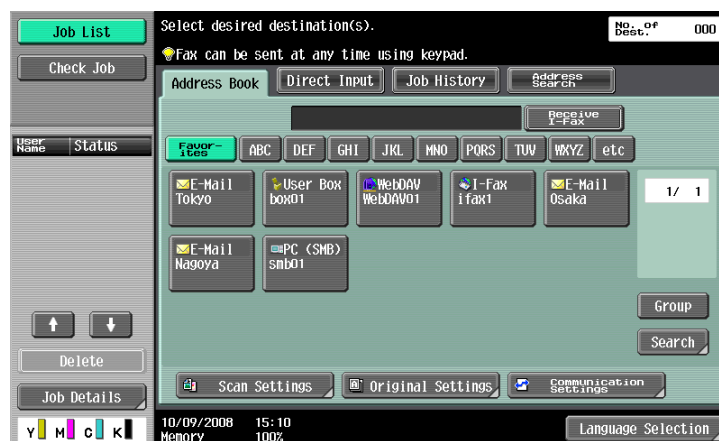 Job List
Check Job
User Name Status
Delete
Job Details
Y M C K
Select desired destination(s).
No. of Dest. 000
Fax can be sent at any time using keypad.
Address Book Direct Input Job History Address Search
Receive I-Fax
Favor-ites ABC DEF GHI JKL MNO PQRS TUV WXYZ etc
E-Mail Tokyo
User Box box01
WebDAV WebDAV01
I-Fax ifax1
E-Mail Osaka
1/ 1
E-Mail Nagoya
PC (SMB) smb01
Group
Search
Scan Settings Original Settings Communication Settings
10/09/2008 15:10
Memory 100%
Language Selection